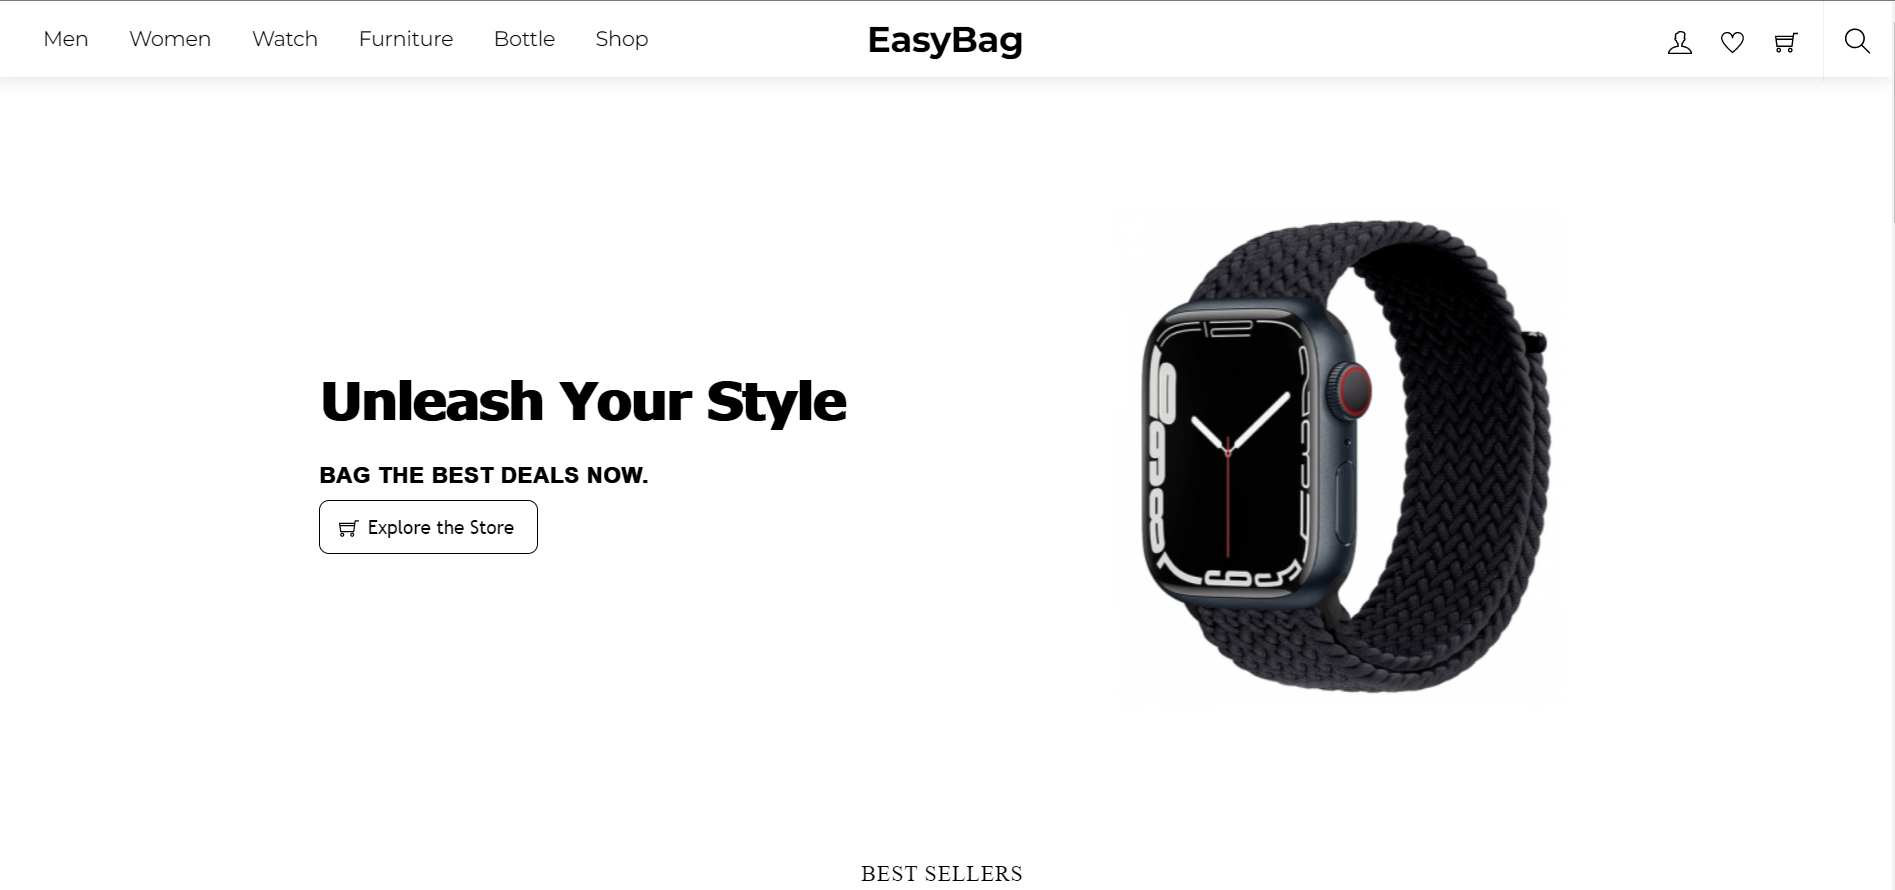 Men Women Watch Furniture Bottle Shop EasyBag
Unleash Your Style
BAG THE BEST DEALS NOW.
Explore the Store
BEST SELLERS